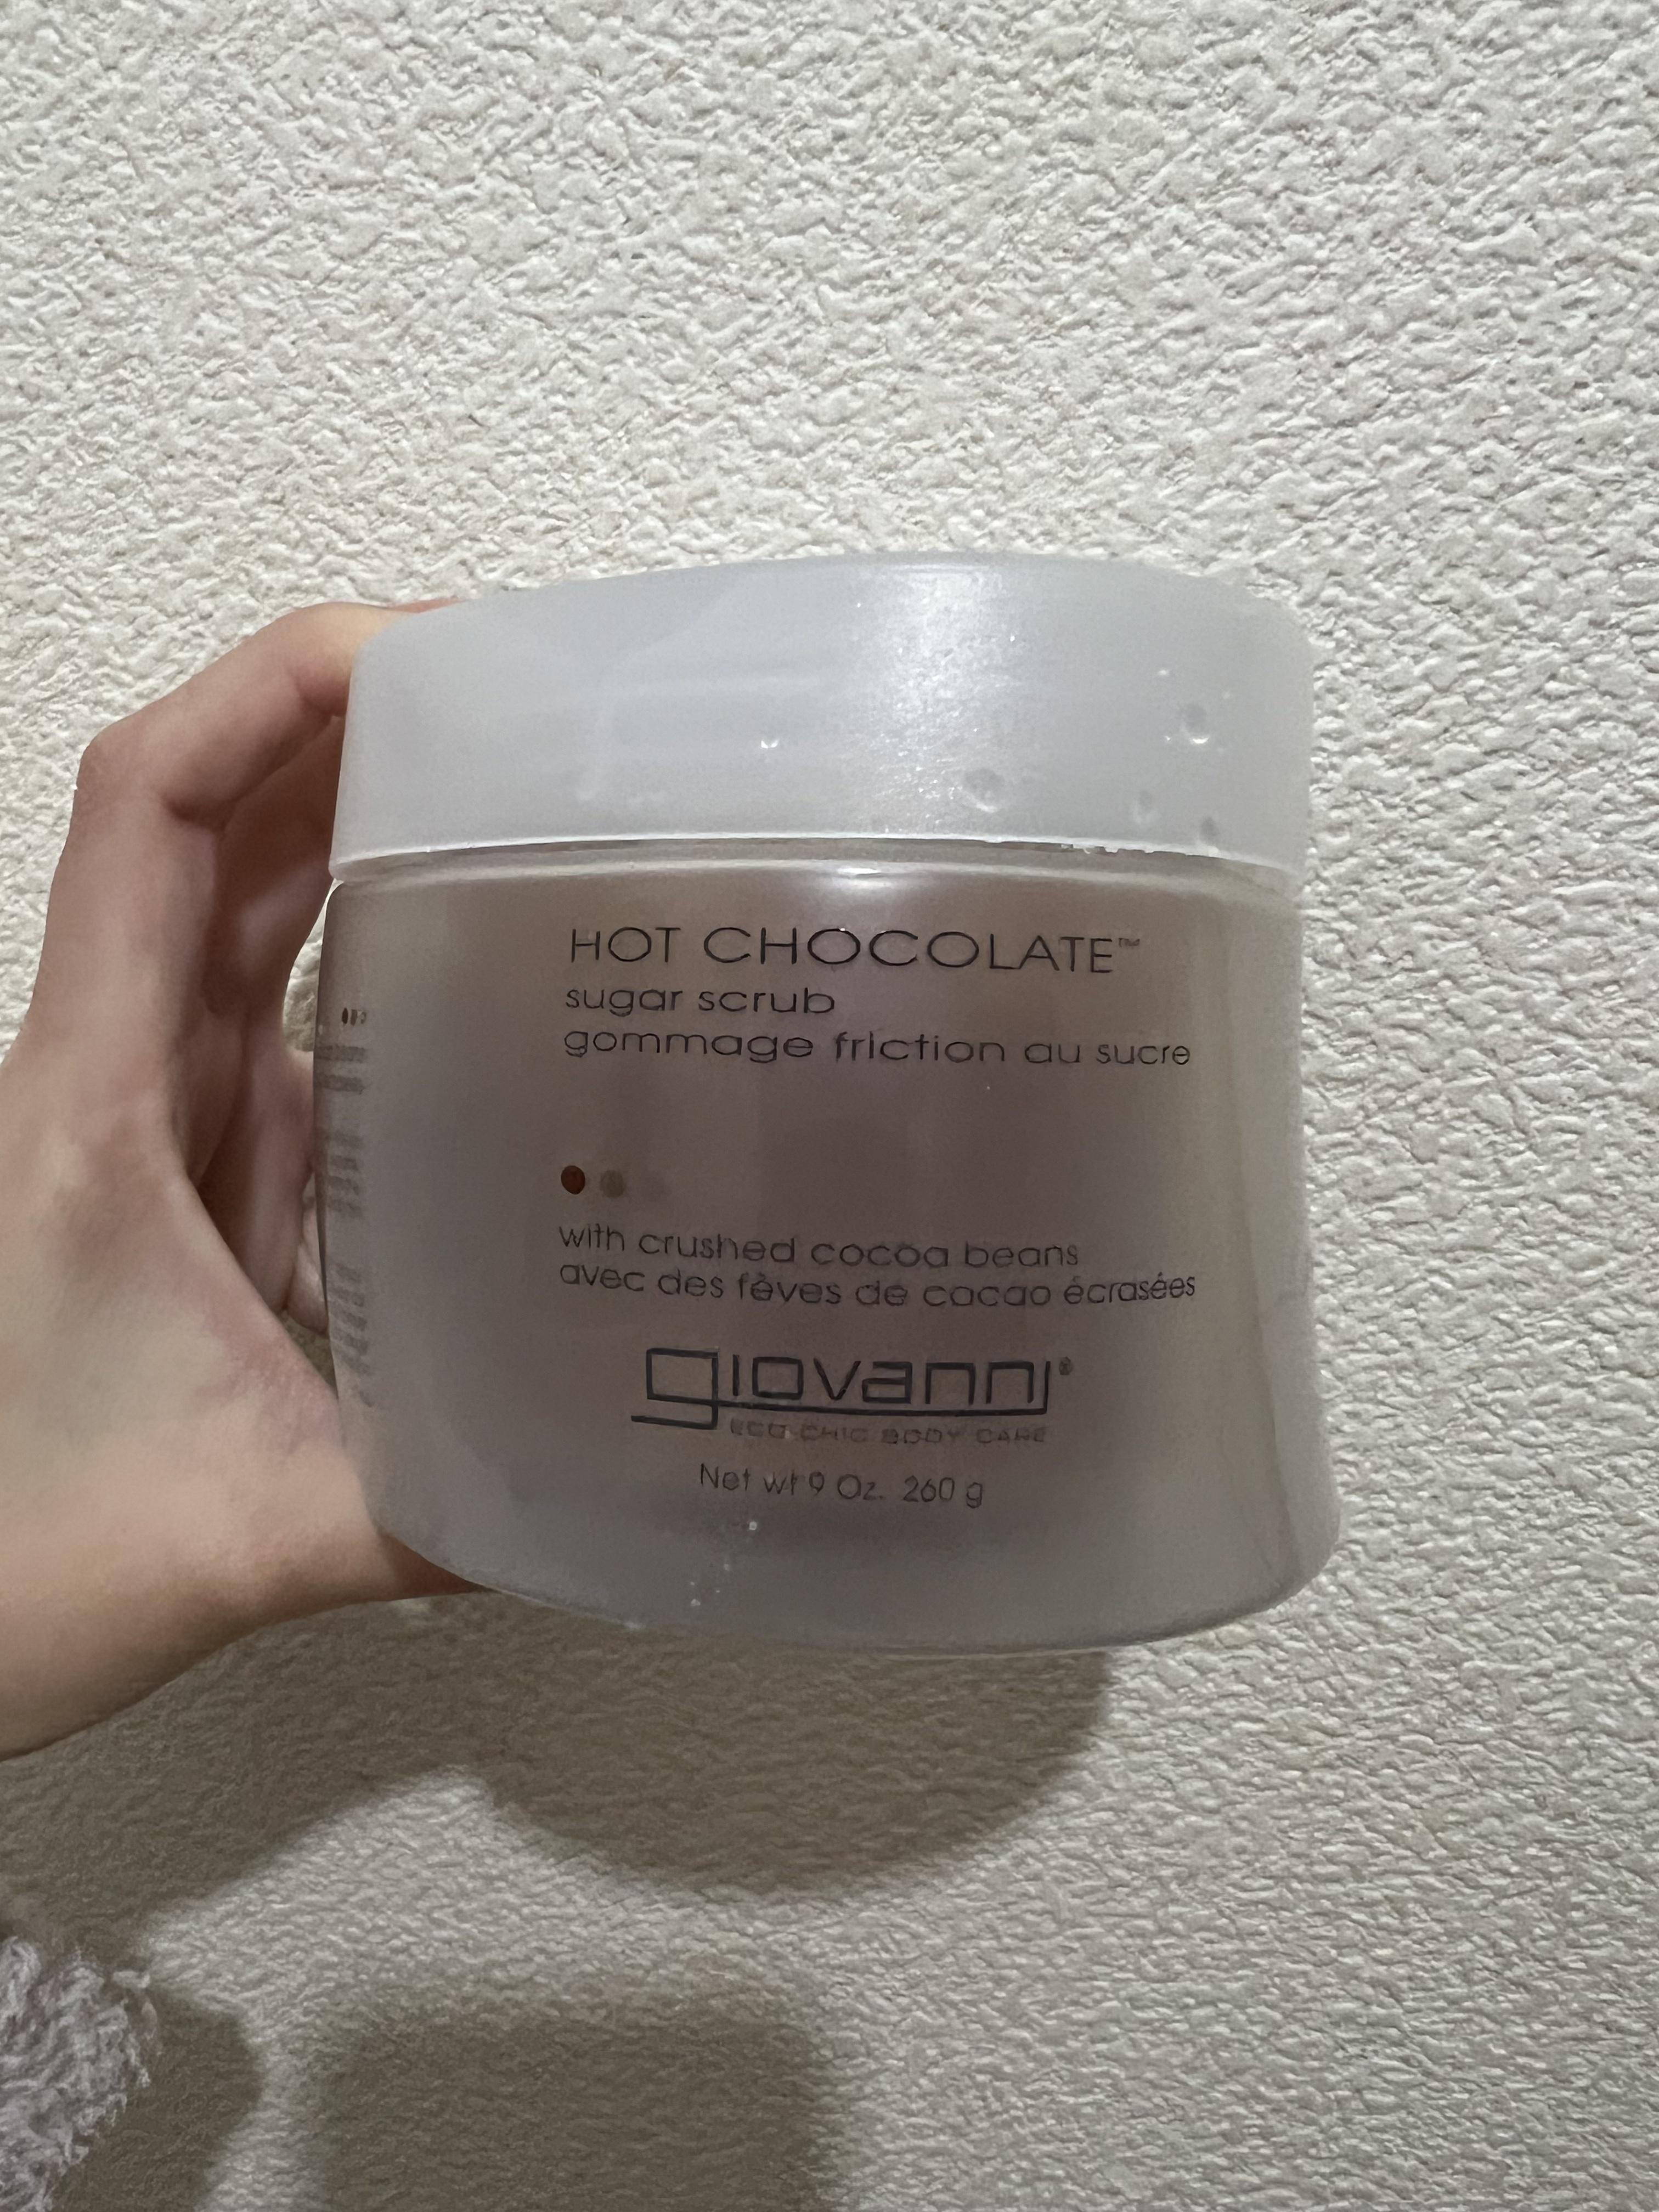 HOT CHOCOLATE™
sugar scrub
gommage friction au sucre
with crushed cocoa beans
avec des fèves de cacao écrasées
giovanni®
ECO CHIC BODY CARE
Net wt 9 Oz. 260 g